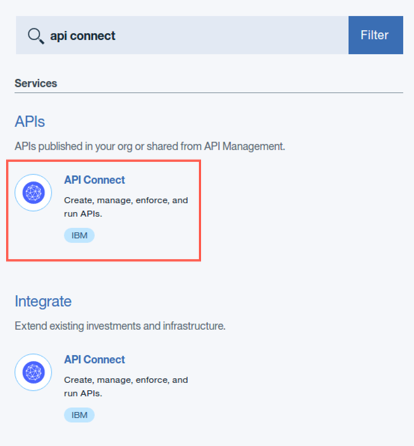 api connect
Filter
Services
APIs
APIs published in your org or shared from API Management.
API Connect
Create, manage, enforce, and
run APIs.
IBM
Integrate
Extend existing investments and infrastructure.
API Connect
Create, manage, enforce, and
run APIs.
IBM